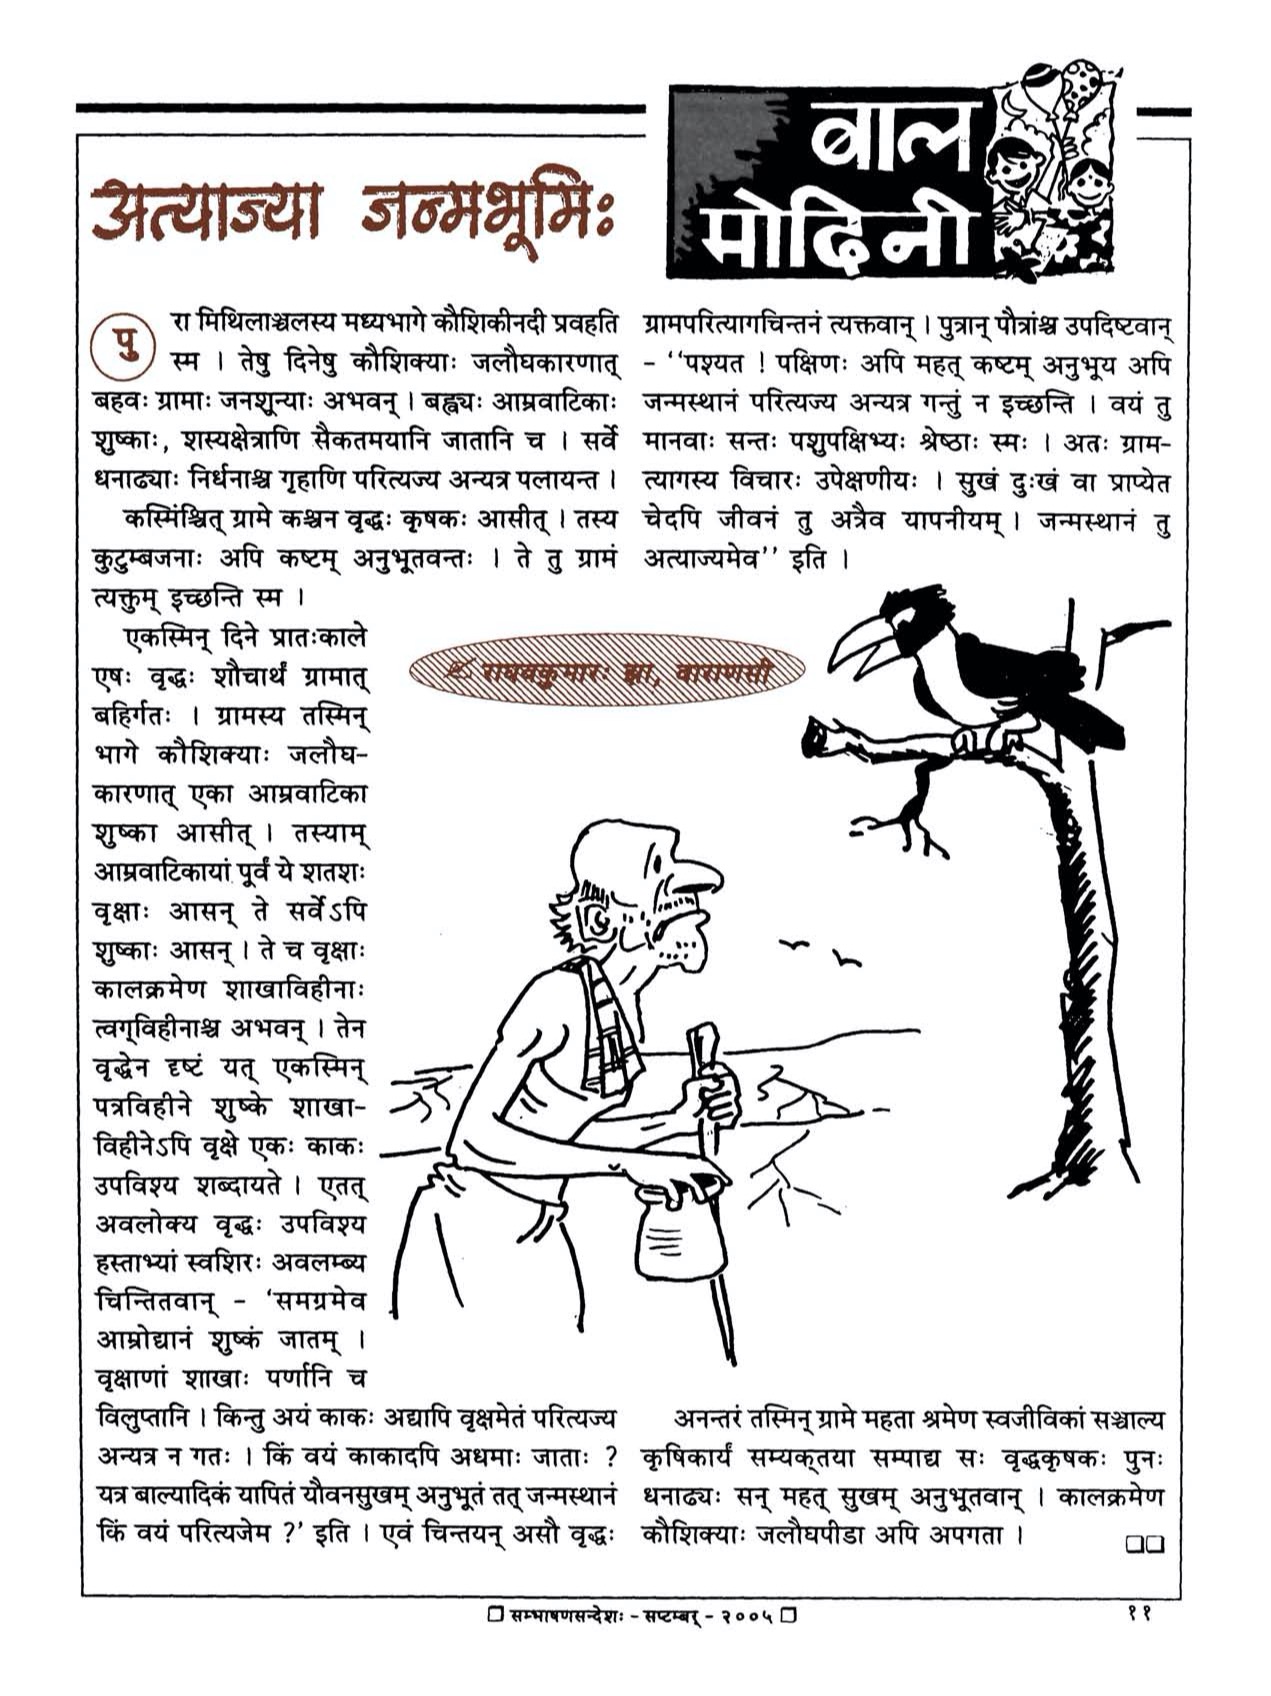 बाल
मोदिनी
अत्याज्या जन्मभूमिः
पुरा मिथिलाञ्चलस्य मध्यभागे कौशिकीनदी प्रवहति
स्म । तेषु दिनेषु कौशिक्याः जलौघकारणात्
बहवः ग्रामाः जनशून्याः अभवन् । बह्व्यः आम्रवाटिकाः
शुष्काः, शस्यक्षेत्राणि सैकतमयानि जातानि च । सर्वे
धनाढ्याः निर्धनाश्च गृहाणि परित्यज्य अन्यत्र पलायन्त ।
कस्मिंश्चित् ग्रामे कश्चन वृद्धः कृषकः आसीत् । तस्य
कुटुम्बजनाः अपि कष्टम् अनुभूतवन्तः । ते तु ग्रामं
त्यक्तुम् इच्छन्ति स्म ।
एकस्मिन् दिने प्रातःकाले
एषः वृद्धः शौचार्थं ग्रामात्
बहिर्गतः । ग्रामस्य तस्मिन्
भागे कौशिक्याः जलौघ-
कारणात् एका आम्रवाटिका
शुष्का आसीत् । तस्याम्
आम्रवाटिकायां पूर्वं ये शतशः
वृक्षाः आसन् ते सर्वेऽपि
शुष्काः आसन् । ते च वृक्षाः
कालक्रमेण शाखाविहीनाः
त्वग्विहीनाश्च अभवन् । तेन
वृद्धेन दृष्टं यत् एकस्मिन्
पत्रविहीने शुष्के शाखा-
विहीनेऽपि वृक्षे एकः काकः
उपविश्य शब्दायते । एतत्
अवलोक्य वृद्धः उपविश्य
हस्ताभ्यां स्वशिरः अवलम्ब्य
चिन्तितवान् - ‘समग्रमेव
आम्रोद्यानं शुष्कं जातम् ।
वृक्षाणां शाखाः पर्णानि च
विलुप्तानि । किन्तु अयं काकः अद्यापि वृक्षमेतं परित्यज्य
अन्यत्र न गतः । किं वयं काकादपि अधमाः जाताः ?
यत्र बाल्यादिकं यापितं यौवनसुखम् अनुभूतं तत् जन्मस्थानं
किं वयं परित्यजेम ?’ इति । एवं चिन्तयन् असौ वृद्धः
ग्रामपरित्यागचिन्तनं त्यक्तवान् । पुत्रान् पौत्रांश्च उपदिष्टवान्
- ‘‘पश्यत ! पक्षिणः अपि महत् कष्टम् अनुभूय अपि
जन्मस्थानं परित्यज्य अन्यत्र गन्तुं न इच्छन्ति । वयं तु
मानवाः सन्तः पशुपक्षिभ्यः श्रेष्ठाः स्मः । अतः ग्राम-
त्यागस्य विचारः उपेक्षणीयः । सुखं दुःखं वा प्राप्येत
चेदपि जीवनं तु अत्रैव यापनीयम् । जन्मस्थानं तु
अत्याज्यमेव’’ इति ।
✍ राघवकुमारः झा, वाराणसी
अनन्तरं तस्मिन् ग्रामे महता श्रमेण स्वजीविकां सञ्चाल्य
कृषिकार्यं सम्यक्तया सम्पाद्य सः वृद्धकृषकः पुनः
धनाढ्यः सन् महत् सुखम् अनुभूतवान् । कालक्रमेण
कौशिक्याः जलौघपीडा अपि अपगता ।
❐ सम्भाषणसन्देशः - सप्टम्बर् - २००५ ❐
११